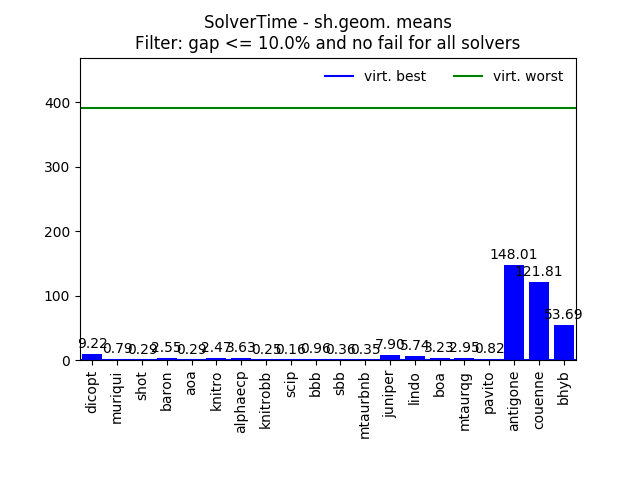 SolverTime - sh.geom. means
Filter: gap <= 10.0% and no fail for all solvers
virt. best
virt. worst
400
300
200
100
0
9.22
0.79
0.29
2.55
0.29
2.47
3.63
0.25
0.16
0.96
0.36
0.35
7.90
5.74
3.23
2.95
0.82
148.01
121.81
53.69
dicopt
muriqui
shot
baron
aoa
knitro
alphaecp
knitrobb
scip
bbb
sbb
mtaurbnb
juniper
lindo
boa
mtaurqg
pavito
antigone
couenne
bhyb